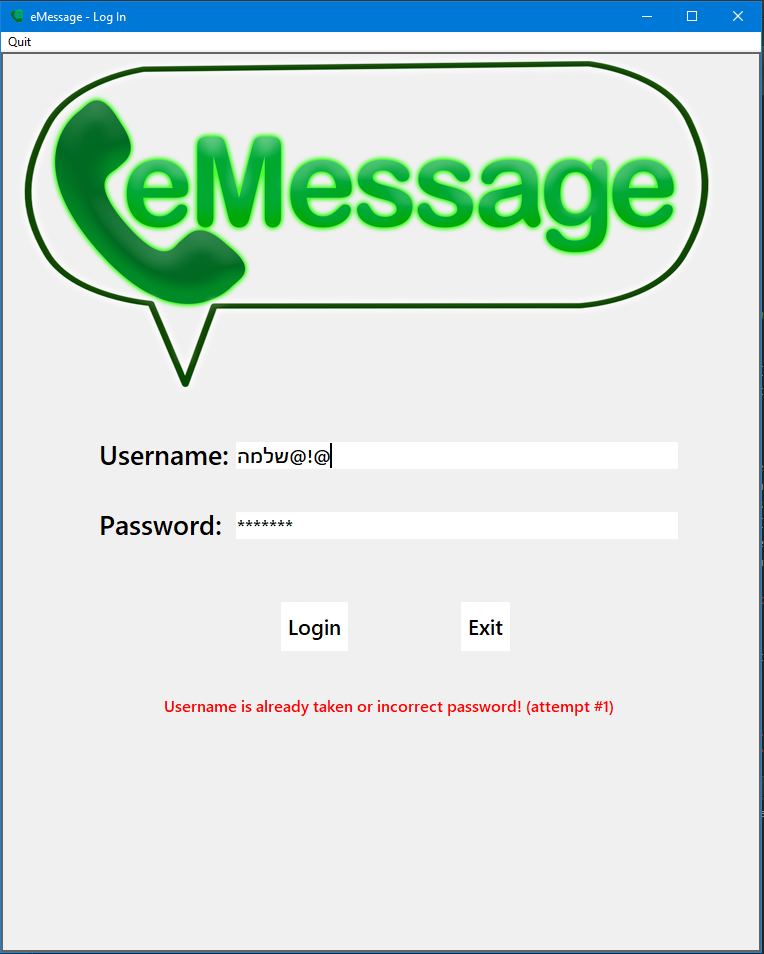 eMessage - Log In
Quit
eMessage
Username: שלמה@!@
Password: *******
Login Exit
Username is already taken or incorrect password! (attempt #1)